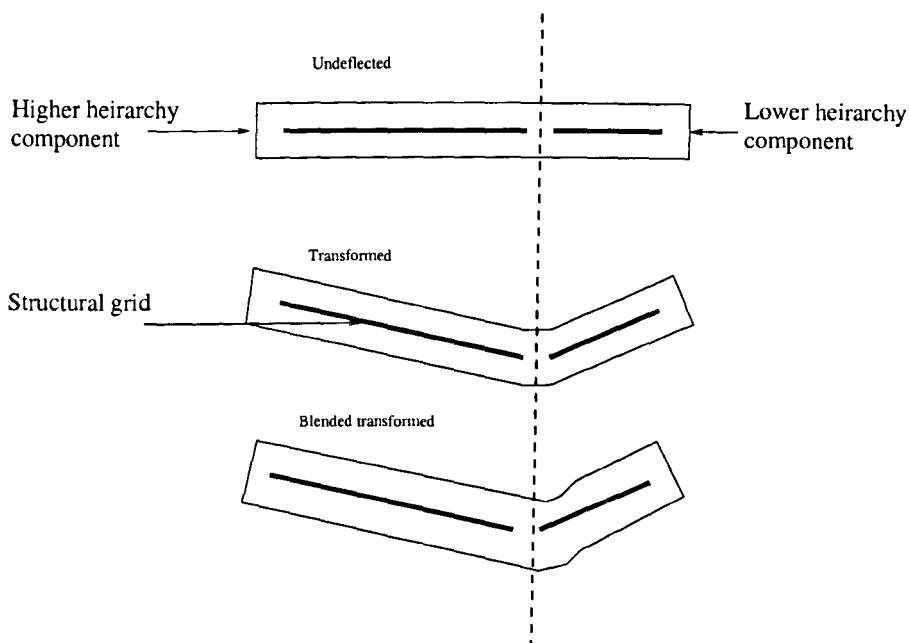 Undeflected
Higher heirarchy
component
Lower heirarchy
component
Transformed
Structural grid
Blended transformed